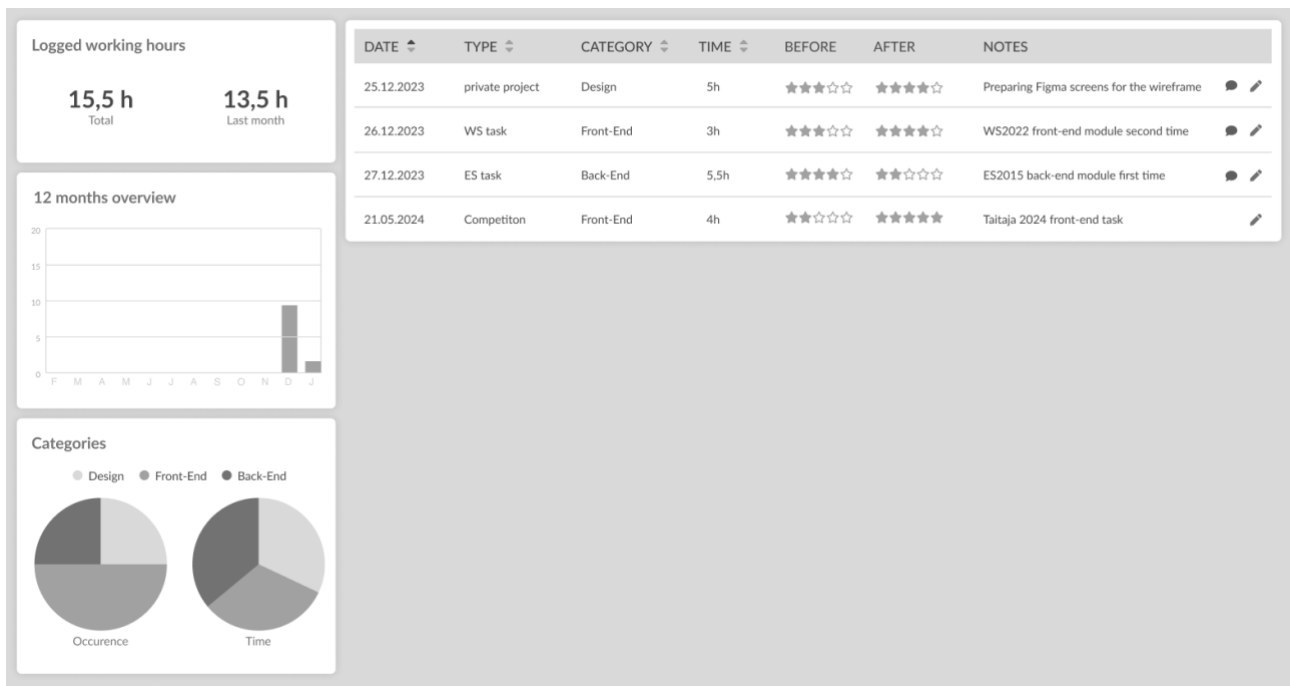 Logged working hours
15,5 h 13,5 h
Total Last month
12 months overview
20
15
10
5
0
F M A M J J A S O N D J
Categories
Design Front-End Back-End
Occurence Time
DATE TYPE CATEGORY TIME BEFORE AFTER NOTES
25.12.2023 private project Design 5h Preparing Figma screens for the wireframe
26.12.2023 WS task Front-End 3h WS2022 front-end module second time
27.12.2023 ES task Back-End 5,5h ES2015 back-end module first time
21.05.2024 Competiton Front-End 4h Taitaja 2024 front-end task